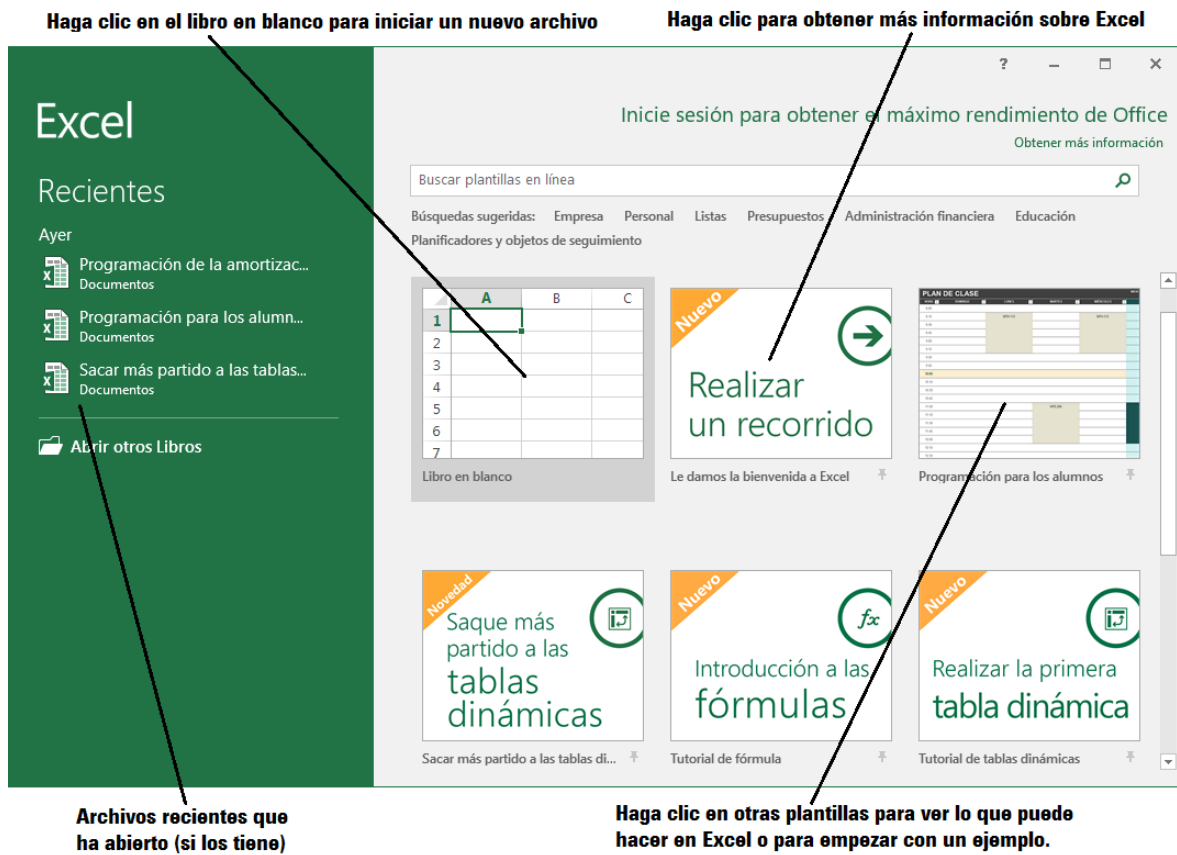 Haga clic en el libro en blanco para iniciar un nuevo archivo
Haga clic para obtener más información sobre Excel
Excel
Recientes
Ayer
Programación de la amortizac...
Documentos
Programación para los alumn...
Documentos
Sacar más partido a las tablas...
Documentos
Abrir otros Libros
?
Inicie sesión para obtener el máximo rendimiento de Office
Obtener más información
Buscar plantillas en línea
Búsquedas sugeridas: Empresa Personal Listas Presupuestos Administración financiera Educación
Planificadores y objetos de seguimiento
A B C
1
2
3
4
5
6
7
Libro en blanco
Nuevo
Realizar
un recorrido
Le damos la bienvenida a Excel
PLAN DE CLASE
Programación para los alumnos
Novedad
Saque más
partido a las
tablas
dinámicas
Sacar más partido a las tablas di...
Nuevo
fx
Introducción a las
fórmulas
Tutorial de fórmula
Nuevo
Realizar la primera
tabla dinámica
Tutorial de tablas dinámicas
Archivos recientes que
ha abierto (si los tiene)
Haga clic en otras plantillas para ver lo que puede
hacer en Excel o para empezar con un ejemplo.